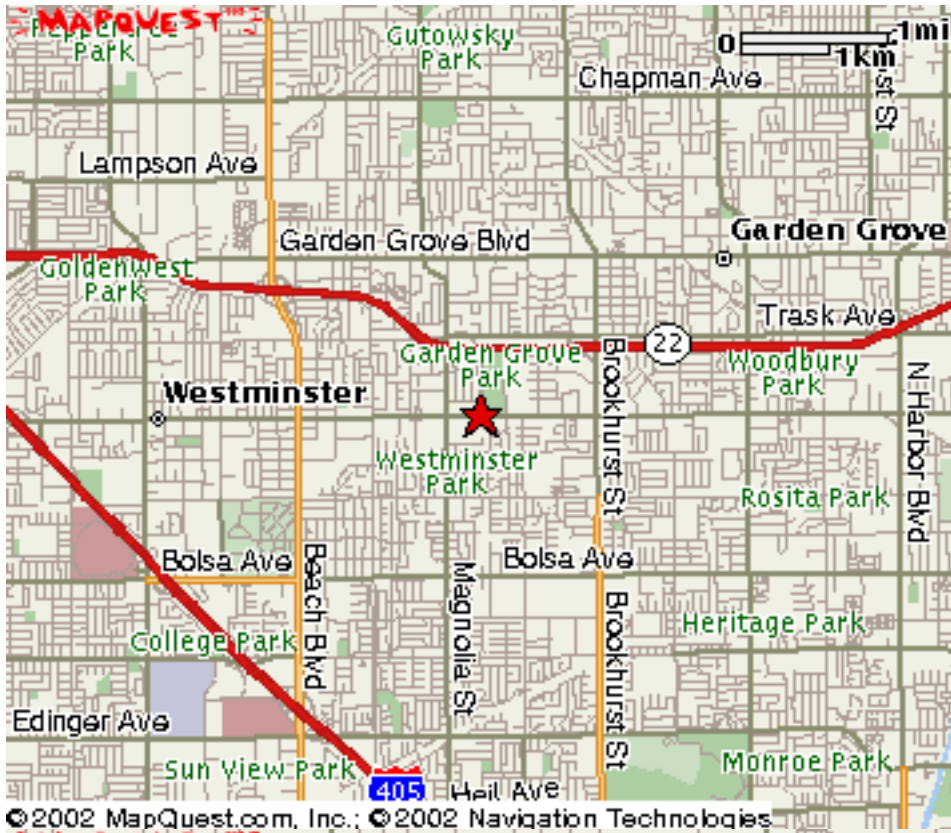 MAPQUEST
Park
Gutowsky
Park
0 1mi
1km
Chapman Ave
st St
Lampson Ave
Garden Grove Blvd
Garden Grove
Goldenwest
Park
Trask Ave
22
Garden Grove
Park
Woodbury
Park
Westminster
Brookhurst St
N Harbor Blvd
Westminster
Park
Rosita Park
Bolsa Ave
Bolsa Ave
Beach Blvd
Magnolia St
Brookhurst St
College Park
Heritage Park
Edinger Ave
Sun View Park
Monroe Park
405
Heil Ave
©2002 MapQuest.com, Inc.; ©2002 Navigation Technologies